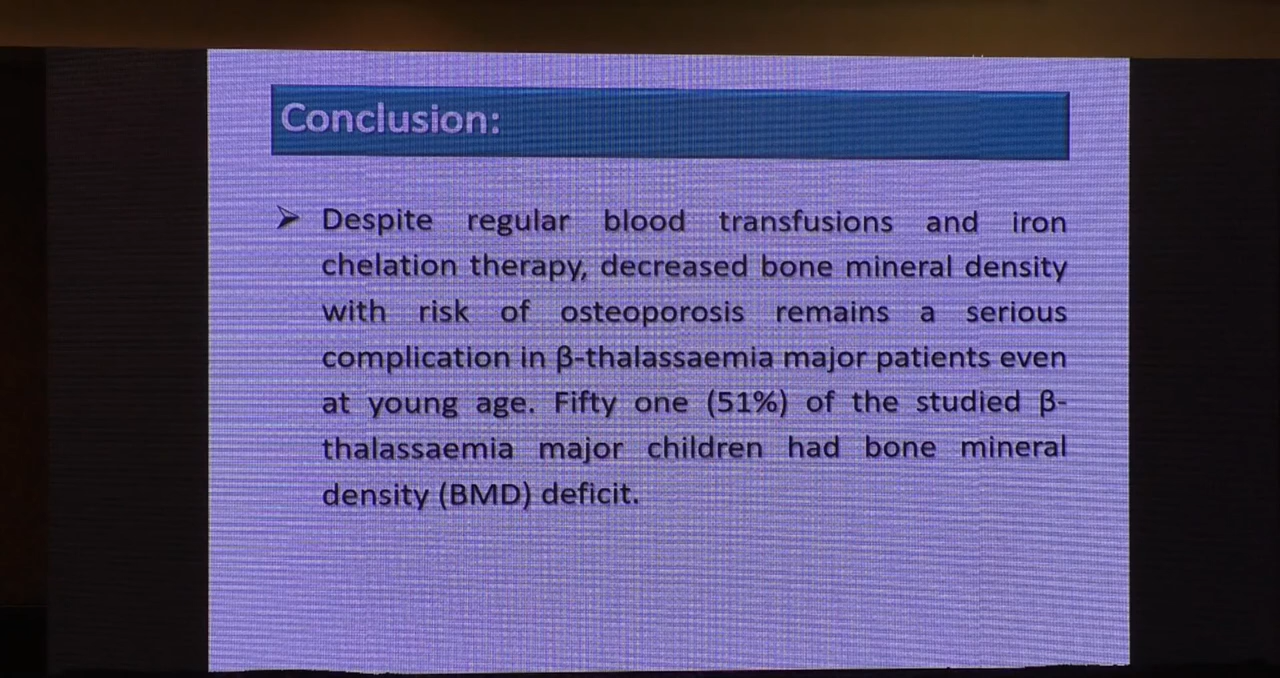 Conclusion:
➢ Despite regular blood transfusions and iron
chelation therapy, decreased bone mineral density
with risk of osteoporosis remains a serious
complication in β-thalassaemia major patients even
at young age. Fifty one (51%) of the studied β-
thalassaemia major children had bone mineral
density (BMD) deficit.